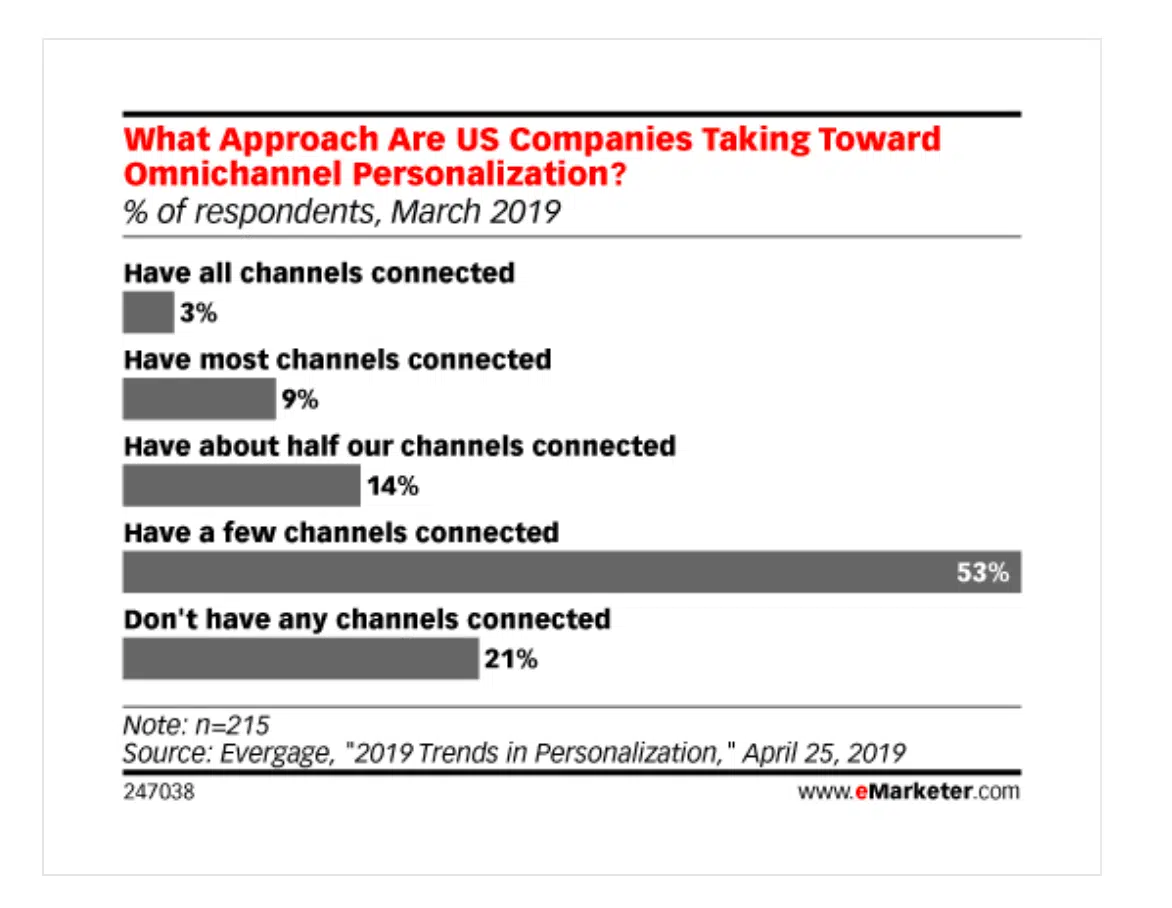 What Approach Are US Companies Taking Toward
Omnichannel Personalization?
% of respondents, March 2019
Have all channels connected
3%
Have most channels connected
9%
Have about half our channels connected
14%
Have a few channels connected
53%
Don't have any channels connected
21%
Note: n=215
Source: Evergage, "2019 Trends in Personalization," April 25, 2019
247038 www.eMarketer.com